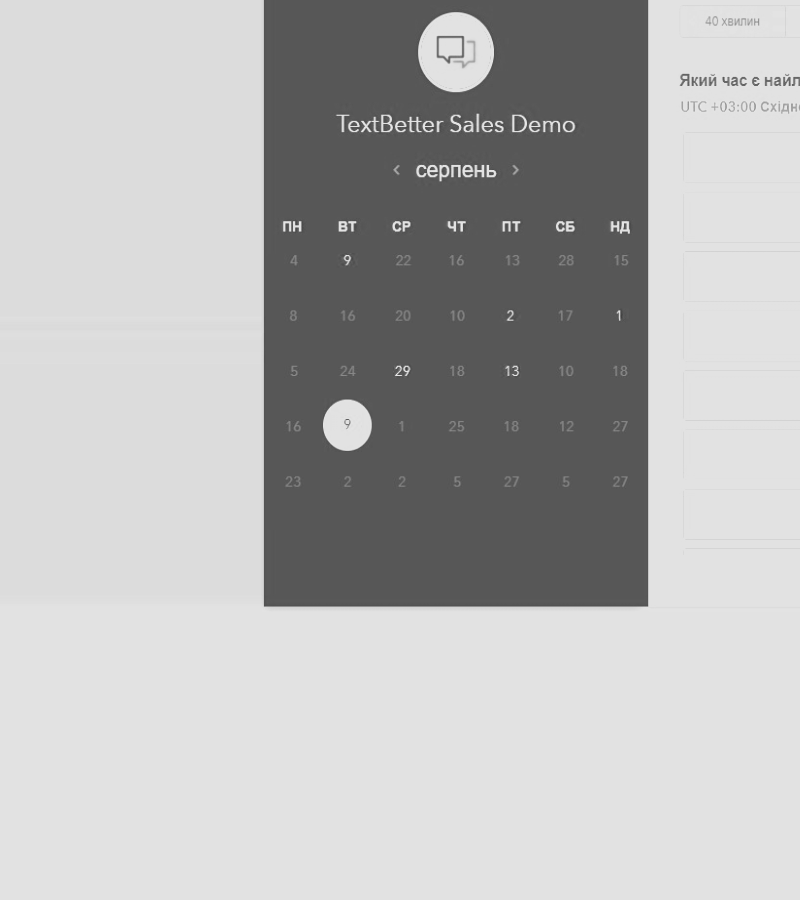 TextBetter Sales Demo
серпень
ПН ВТ СР ЧТ ПТ СБ НД
4 9 22 16 13 28 15
8 16 20 10 2 17 1
5 24 29 18 13 10 18
16 9 1 25 18 12 27
23 2 2 5 27 5 27
40 хвилин
Який час є найл
UTC +03:00 Східн